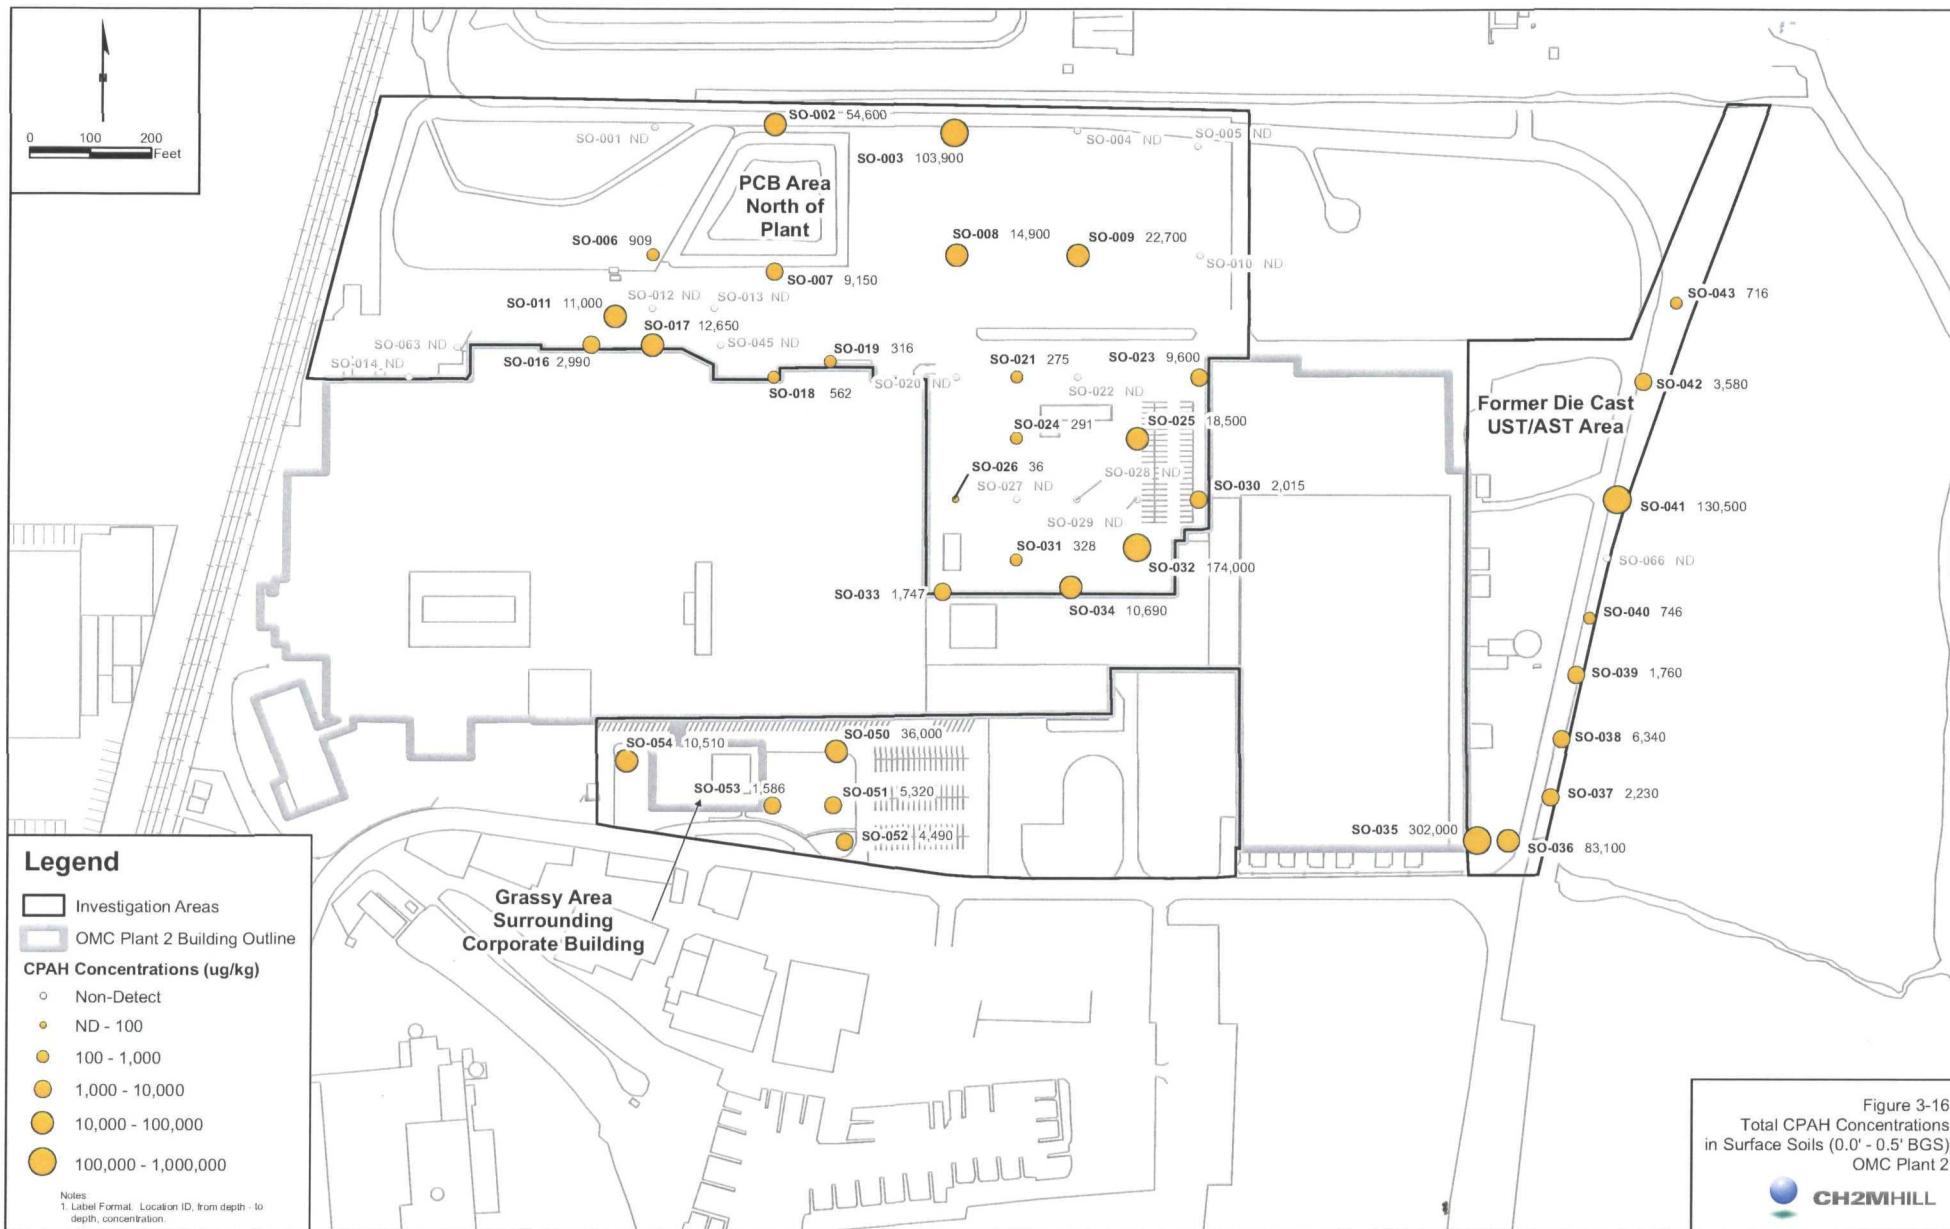 0 100 200
Feet
SO-001 ND
SO-002 54,600
SO-003 103,900
SO-004 ND
SO-005 ND
PCB Area
North of
Plant
SO-006 909
SO-007 9,150
SO-008 14,900
SO-009 22,700
SO-010 ND
SO-043 716
SO-011 11,000
SO-012 ND
SO-013 ND
SO-017 12,650
SO-063 ND
SO-014 ND
SO-016 2,990
SO-045 ND
SO-019 316
SO-018 562
SO-020 ND
SO-021 275
SO-023 9,600
SO-022 ND
SO-042 3,580
Former Die Cast
UST/AST Area
SO-024 291
SO-025 18,500
SO-026 36
SO-027 ND
SO-028 ND
SO-030 2,015
SO-029 ND
SO-041 130,500
SO-031 328
SO-032 174,000
SO-066 ND
SO-033 1,747
SO-034 10,690
SO-040 746
SO-039 1,760
SO-054 10,510
SO-050 36,000
SO-038 6,340
SO-053 1,586
SO-051 5,320
SO-037 2,230
SO-052 4,490
SO-035 302,000
SO-036 83,100
Grassy Area
Surrounding
Corporate Building
Legend
Investigation Areas
OMC Plant 2 Building Outline
CPAH Concentrations (ug/kg)
Non-Detect
ND - 100
100 - 1,000
1,000 - 10,000
10,000 - 100,000
100,000 - 1,000,000
Notes
1. Label Format. Location ID, from depth - to
depth, concentration.
Figure 3-16
Total CPAH Concentrations
in Surface Soils (0.0' - 0.5' BGS)
OMC Plant 2
CH2MHILL